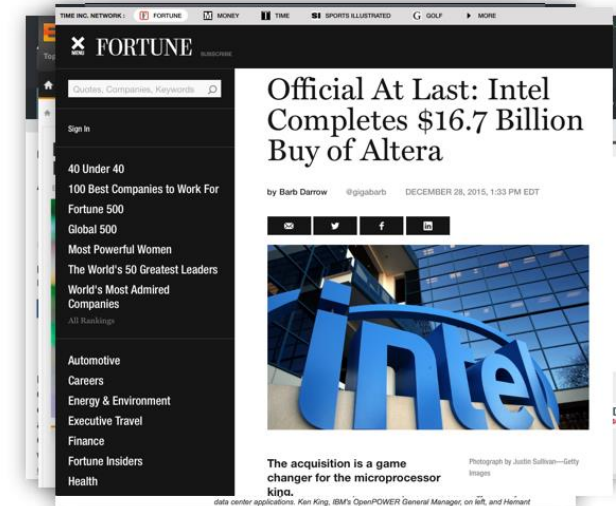 TIME INC. NETWORK :
FORTUNE
MONEY
TIME
SI SPORTS ILLUSTRATED
GOLF
MORE
MENU
FORTUNE
SUBSCRIBE
Top
Quotes, Companies, Keywords
Sign In
40 Under 40
100 Best Companies to Work For
Fortune 500
Global 500
Most Powerful Women
The World's 50 Greatest Leaders
World's Most Admired
Companies
All Rankings
Automotive
Careers
Energy & Environment
Executive Travel
Finance
Fortune Insiders
Health
Official At Last: Intel
Completes $16.7 Billion
Buy of Altera
by Barb Darrow @gigabarb DECEMBER 28, 2015, 1:33 PM EDT
intel
The acquisition is a game
changer for the microprocessor
king.
Photograph by Justin Sullivan—Getty
Images
data center applications. Ken King, IBM's OpenPOWER General Manager, on left, and Hemant